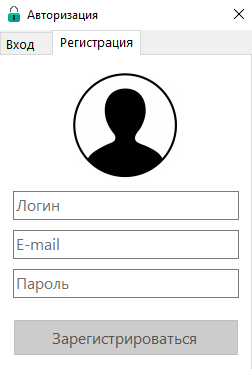 Авторизация
Вход Регистрация
Логин
E-mail
Пароль
Зарегистрироваться